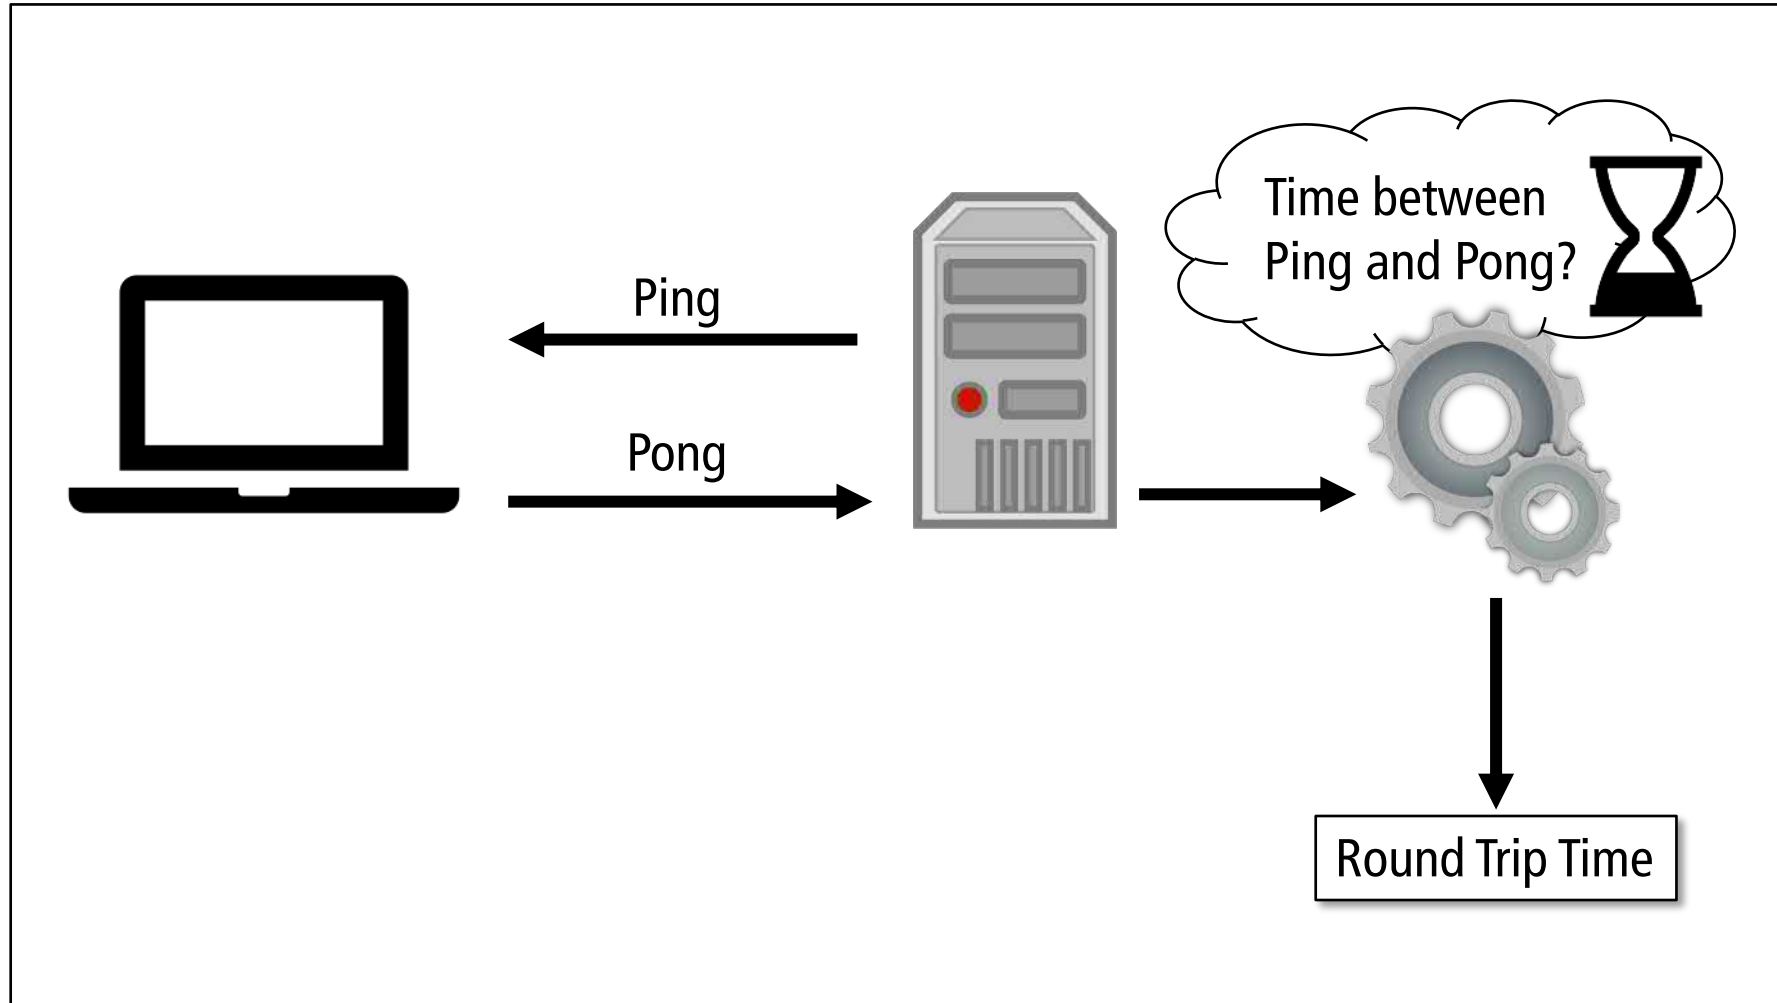 Time between
Ping and Pong?
Ping
Pong
Round Trip Time